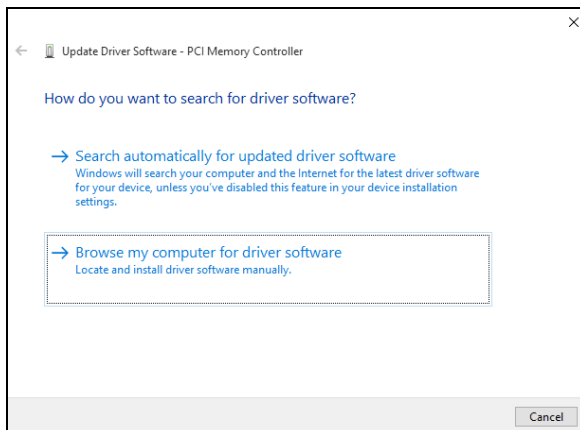 Update Driver Software - PCI Memory Controller
How do you want to search for driver software?
Search automatically for updated driver software
Windows will search your computer and the Internet for the latest driver software
for your device, unless you've disabled this feature in your device installation
settings.
Browse my computer for driver software
Locate and install driver software manually.
Cancel